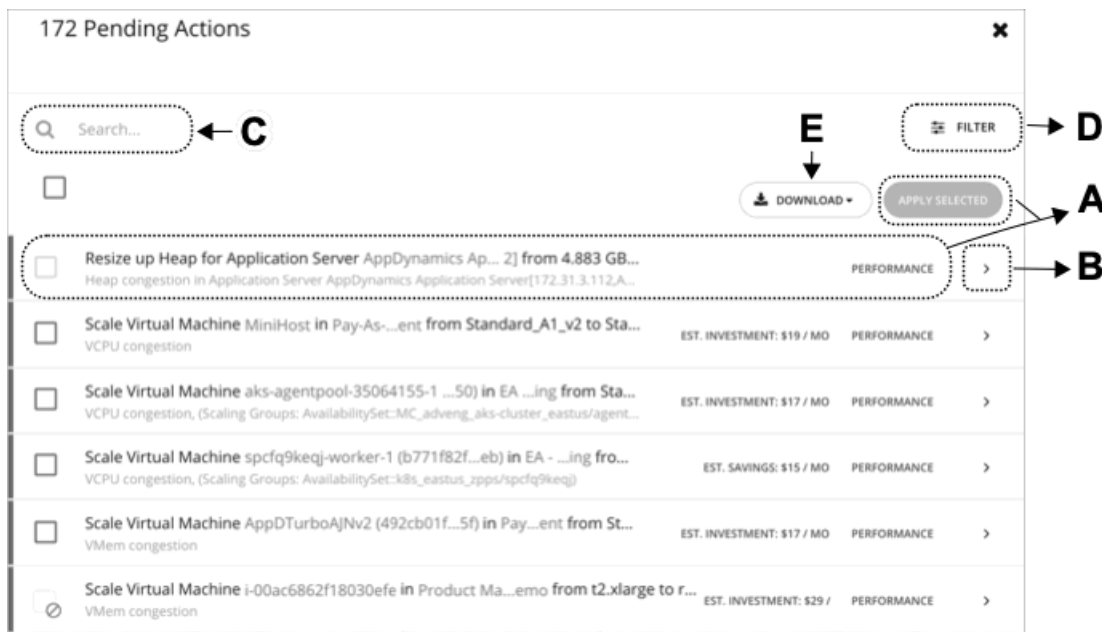 172 Pending Actions
Search...
C
FILTER
D
E
DOWNLOAD
APPLY SELECTED
A
Resize up Heap for Application Server AppDynamics Ap... 2] from 4.883 GB...
Heap congestion in Application Server AppDynamics Application Server[172.31.3.112,A...
PERFORMANCE
B
Scale Virtual Machine MiniHost in Pay-As-...ent from Standard_A1_v2 to Sta...
VCPU congestion
EST. INVESTMENT: $19 / MO PERFORMANCE
Scale Virtual Machine aks-agentpool-35064155-1 ...50) in EA ...ing from Sta...
VCPU congestion, (Scaling Groups: AvailabilitySet::MC_adveng_aks-cluster_eastus/agent...
EST. INVESTMENT: $17 / MO PERFORMANCE
Scale Virtual Machine spcfq9keqj-worker-1 (b771f82f...eb) in EA - ...ing fro...
VCPU congestion, (Scaling Groups: AvailabilitySet::k8s_eastus_zpps/spcfq9keqj)
EST. SAVINGS: $15 / MO PERFORMANCE
Scale Virtual Machine AppDTurboAJNv2 (492cb01f...5f) in Pay...ent from St...
VMem congestion
EST. INVESTMENT: $17 / MO PERFORMANCE
Scale Virtual Machine i-00ac6862f18030efe in Product Ma...emo from t2.xlarge to r...
VMem congestion
EST. INVESTMENT: $29 / PERFORMANCE